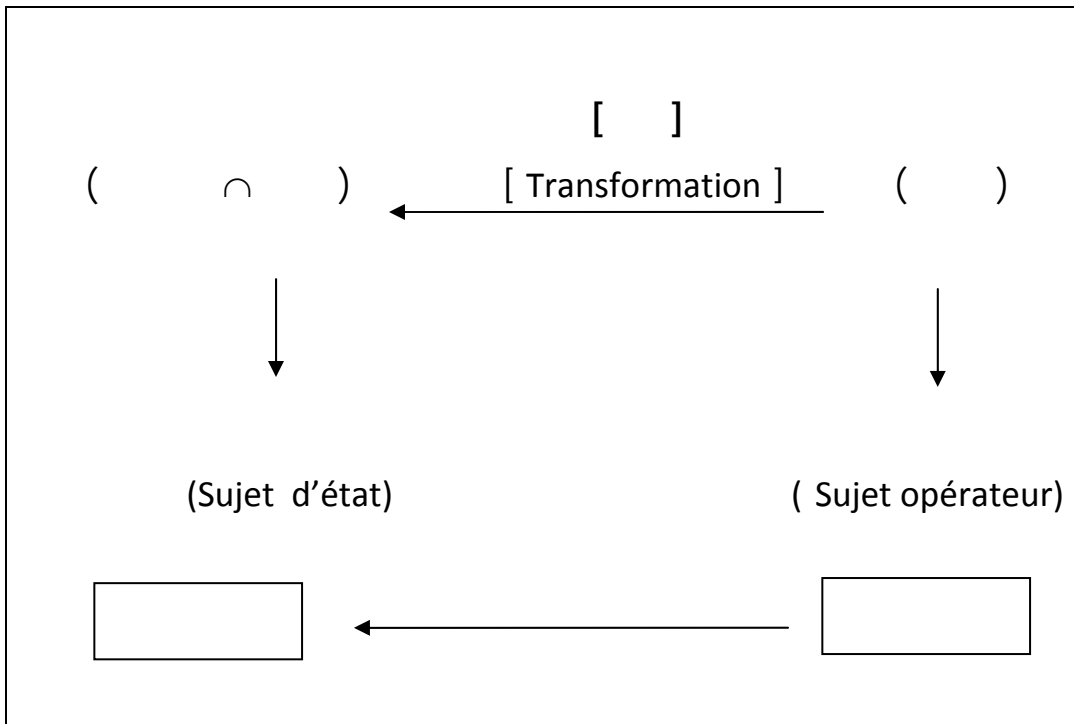 [ ]
( ∩ ) [ Transformation ] ( )
(Sujet d’état) ( Sujet opérateur)